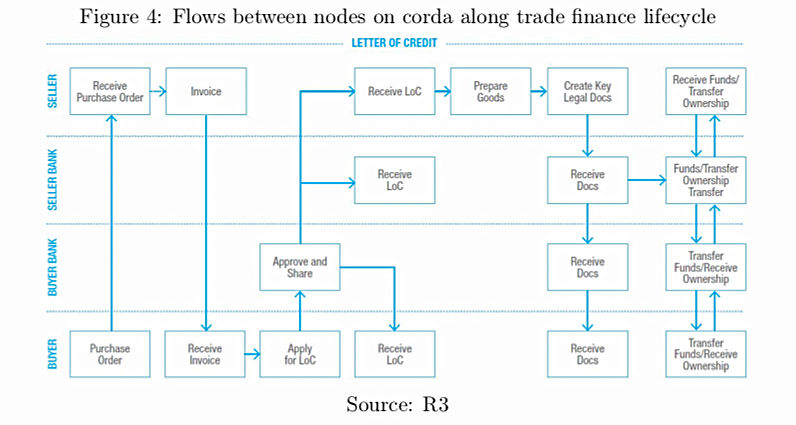 Figure 4: Flows between nodes on corda along trade finance lifecycle
LETTER OF CREDIT
SELLER
Receive
Purchase Order
Invoice
Receive LoC
Prepare
Goods
Create Key
Legal Docs
Receive Funds/
Transfer
Ownership
SELLER BANK
Receive
LoC
Receive
Docs
Funds/Transfer
Ownership
Transfer
BUYER BANK
Approve and
Share
Receive
Docs
Transfer
Funds/Receive
Ownership
BUYER
Purchase
Order
Receive
Invoice
Apply
for LoC
Receive
LoC
Receive
Docs
Transfer
Funds/Receive
Ownership
Source: R3